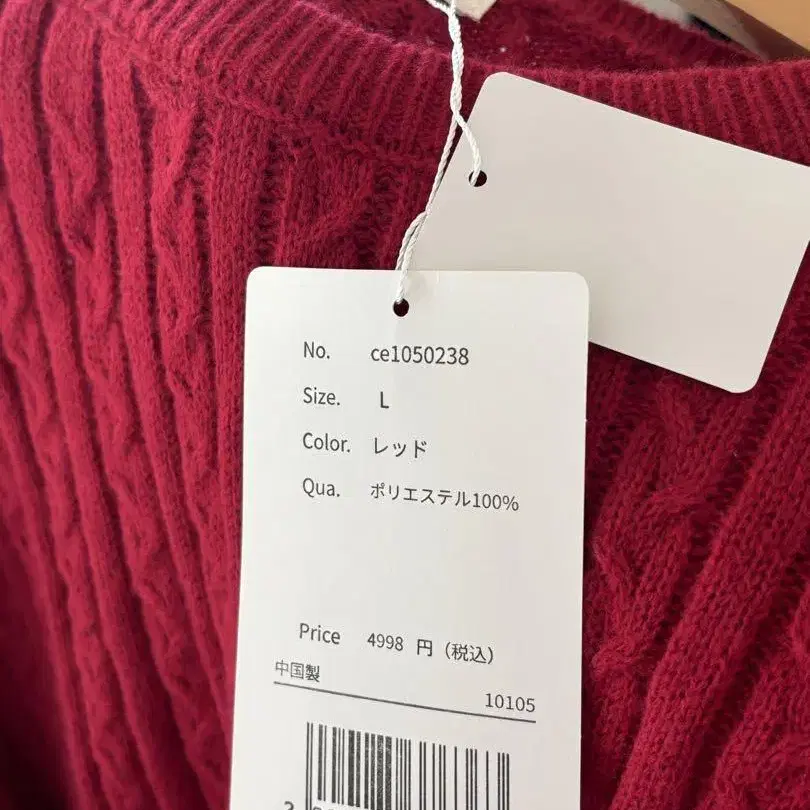 No. ce1050238
Size. L
Color. レッド
Qua. ポリエステル100%
Price 4998 円（税込）
中国製
10105